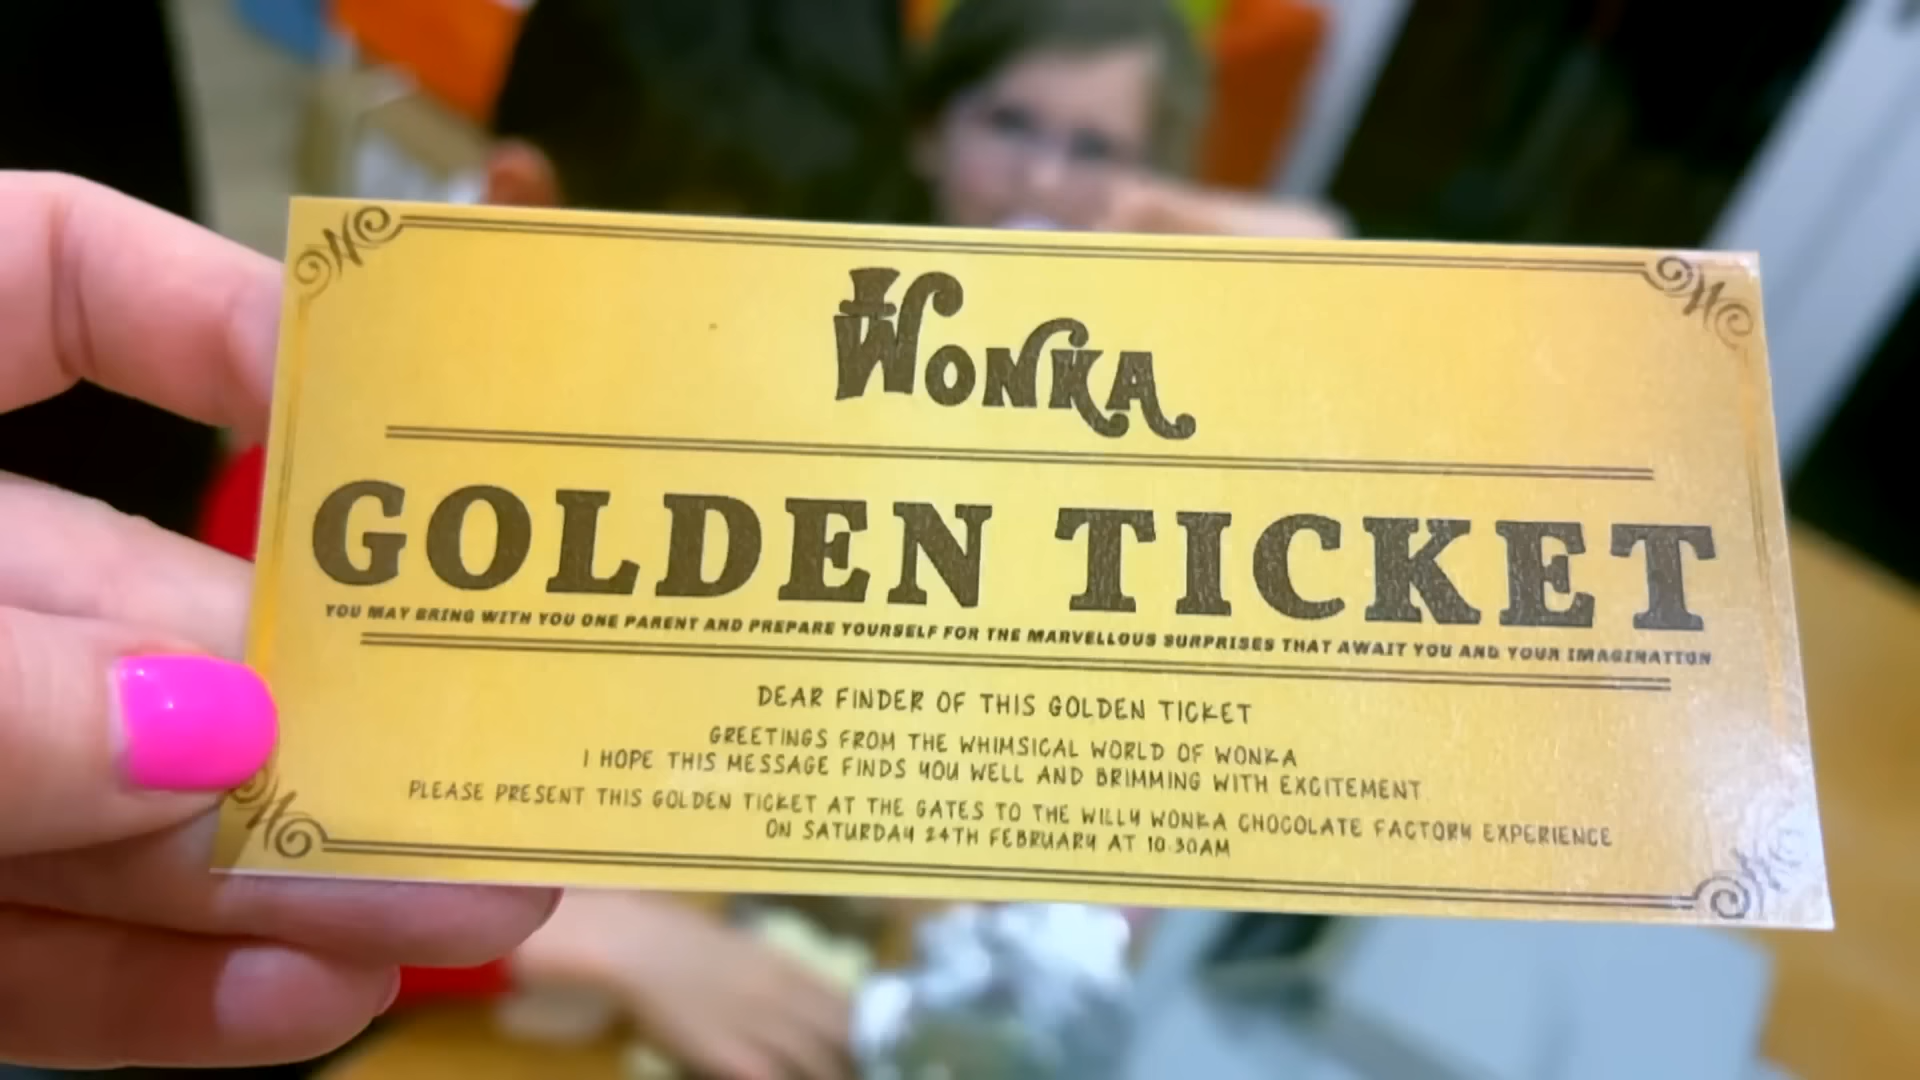 WONKA
GOLDEN TICKET
YOU MAY BRING WITH YOU ONE PARENT AND PREPARE YOURSELF FOR THE MARVELLOUS SURPRISES THAT AWAIT YOU AND YOUR IMAGINATION
DEAR FINDER OF THIS GOLDEN TICKET
GREETINGS FROM THE WHIMSICAL WORLD OF WONKA
I HOPE THIS MESSAGE FINDS YOU WELL AND BRIMMING WITH EXCITEMENT
PLEASE PRESENT THIS GOLDEN TICKET AT THE GATES TO THE WILLY WONKA CHOCOLATE FACTORY EXPERIENCE
ON SATURDAY 24TH FEBRUARY AT 10.30AM